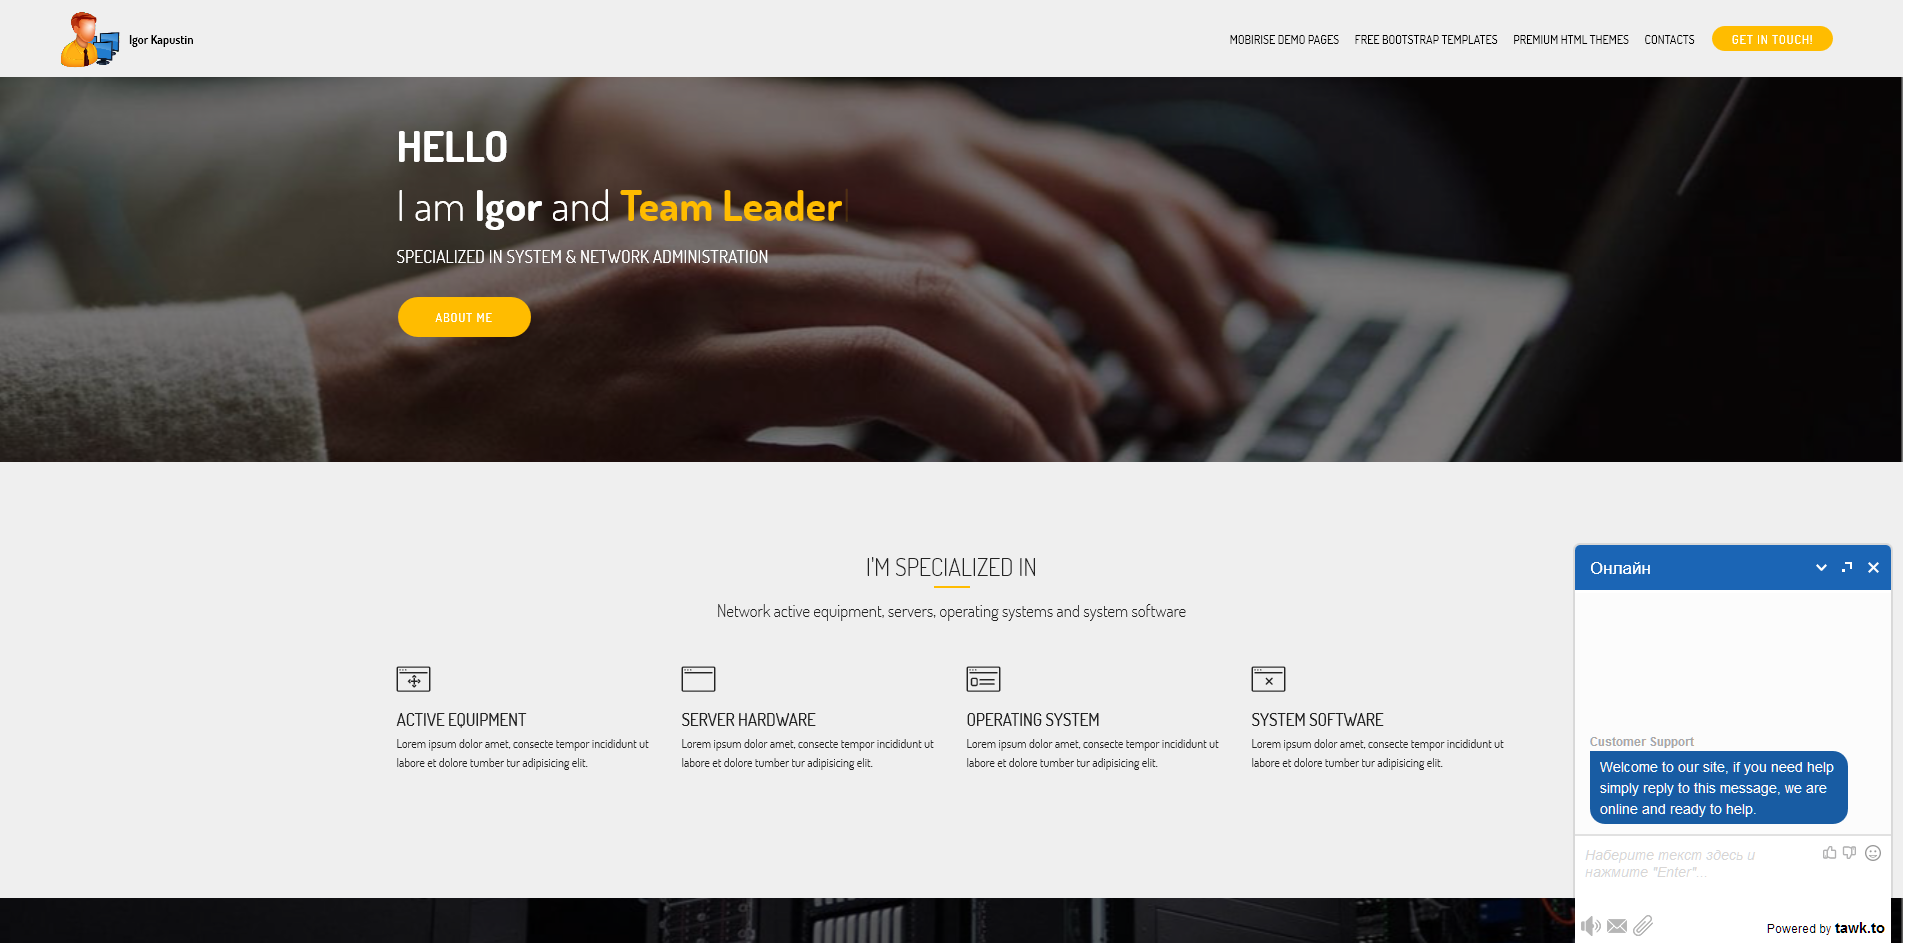 Igor Kapustin
MOBIRISE DEMO PAGES FREE BOOTSTRAP TEMPLATES PREMIUM HTML THEMES CONTACTS GET IN TOUCH!
HELLO
I am Igor and Team Leader
SPECIALIZED IN SYSTEM & NETWORK ADMINISTRATION
ABOUT ME
I'M SPECIALIZED IN
Network active equipment, servers, operating systems and system software
ACTIVE EQUIPMENT
Lorem ipsum dolor amet, consecte tempor incididunt ut
labore et dolore tumber tur adipisicing elit.
SERVER HARDWARE
Lorem ipsum dolor amet, consecte tempor incididunt ut
labore et dolore tumber tur adipisicing elit.
OPERATING SYSTEM
Lorem ipsum dolor amet, consecte tempor incididunt ut
labore et dolore tumber tur adipisicing elit.
SYSTEM SOFTWARE
Lorem ipsum dolor amet, consecte tempor incididunt ut
labore et dolore tumber tur adipisicing elit.
Онлайн
Customer Support
Welcome to our site, if you need help
simply reply to this message, we are
online and ready to help.
Наберите текст здесь и
нажмите "Enter"...
Powered by tawk.to